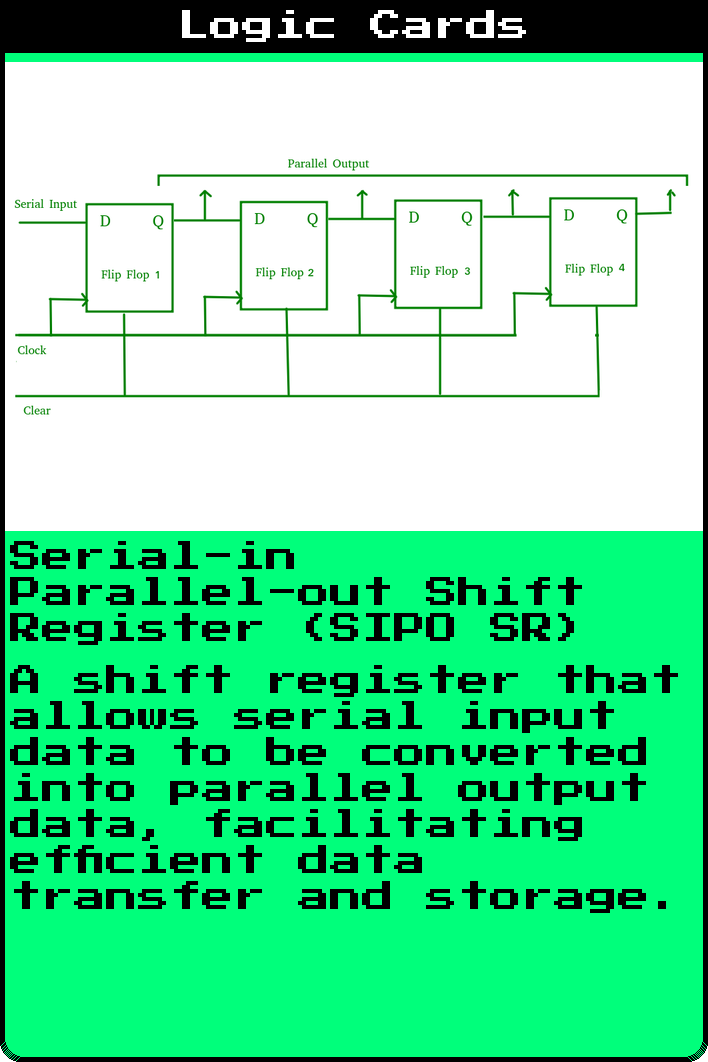 Logic Cards
Parallel Output
Serial Input
D Q D Q D Q D Q
Flip Flop 1 Flip Flop 2 Flip Flop 3 Flip Flop 4
Clock
Clear
Serial-in
Parallel-out Shift
Register (SIPO SR)
A shift register that
allows serial input
data to be converted
into parallel output
data, facilitating
efficient data
transfer and storage.